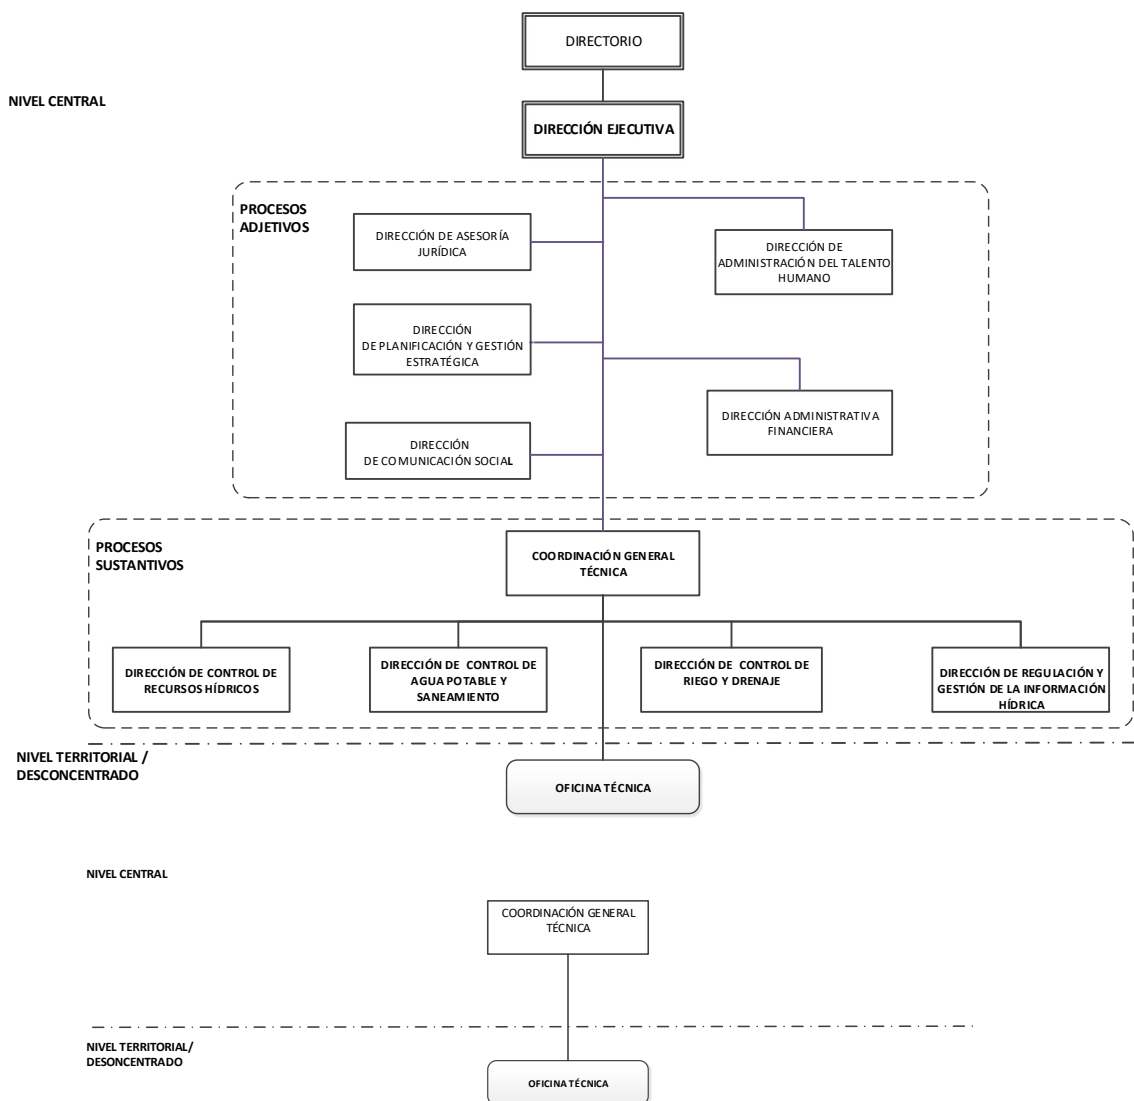 DIRECTORIO
NIVEL CENTRAL
DIRECCIÓN EJECUTIVA
PROCESOS
ADJETIVOS
DIRECCIÓN DE ASESORÍA
JURÍDICA
DIRECCIÓN DE
ADMINISTRACIÓN DEL TALENTO
HUMANO
DIRECCIÓN
DE PLANIFICACIÓN Y GESTIÓN
ESTRATÉGICA
DIRECCIÓN ADMINISTRATIVA
FINANCIERA
DIRECCIÓN
DE COMUNICACIÓN SOCIAL
PROCESOS
SUSTANTIVOS
COORDINACIÓN GENERAL
TÉCNICA
DIRECCIÓN DE CONTROL DE
RECURSOS HÍDRICOS
DIRECCIÓN DE CONTROL DE
AGUA POTABLE Y
SANEAMIENTO
DIRECCIÓN DE CONTROL DE
RIEGO Y DRENAJE
DIRECCIÓN DE REGULACIÓN Y
GESTIÓN DE LA INFORMACIÓN
HÍDRICA
NIVEL TERRITORIAL /
DESCONCENTRADO
OFICINA TÉCNICA
NIVEL CENTRAL
COORDINACIÓN GENERAL
TÉCNICA
NIVEL TERRITORIAL/
DESONCENTRADO
OFICINA TÉCNICA